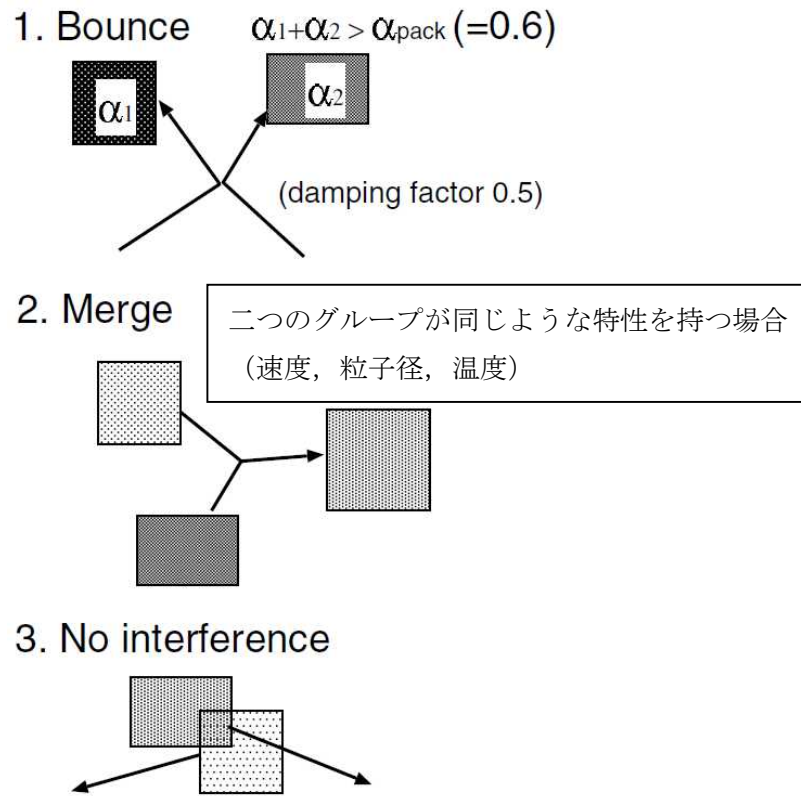 1. Bounce α1+α2 > αpack (=0.6)
α1 α2
(damping factor 0.5)
2. Merge
二つのグループが同じような特性を持つ場合
（速度，粒子径，温度）
3. No interference